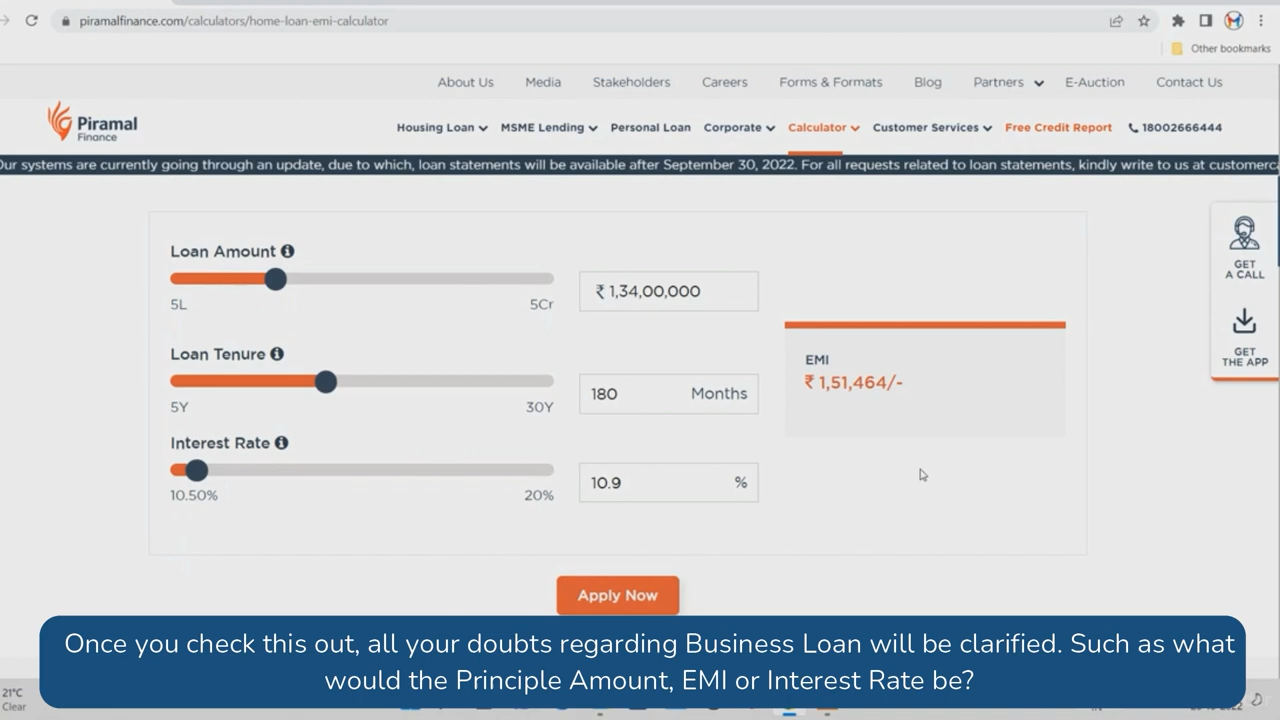 piramalfinance.com/calculators/home-loan-emi-calculator
Other bookmarks
About Us Media Stakeholders Careers Forms & Formats Blog Partners E-Auction Contact Us
Piramal
Finance
Housing Loan MSME Lending Personal Loan Corporate Calculator Customer Services Free Credit Report 18002666444
Our systems are currently going through an update, due to which, loan statements will be available after September 30, 2022. For all requests related to loan statements, kindly write to us at customerca
Loan Amount
₹ 1,34,00,000
5L 5Cr
Loan Tenure
180 Months
5Y 30Y
Interest Rate
10.9 %
10.50% 20%
EMI
₹ 1,51,464/-
GET
A CALL
GET
THE APP
Apply Now
Once you check this out, all your doubts regarding Business Loan will be clarified. Such as what
would the Principle Amount, EMI or Interest Rate be?
21°C
Clear